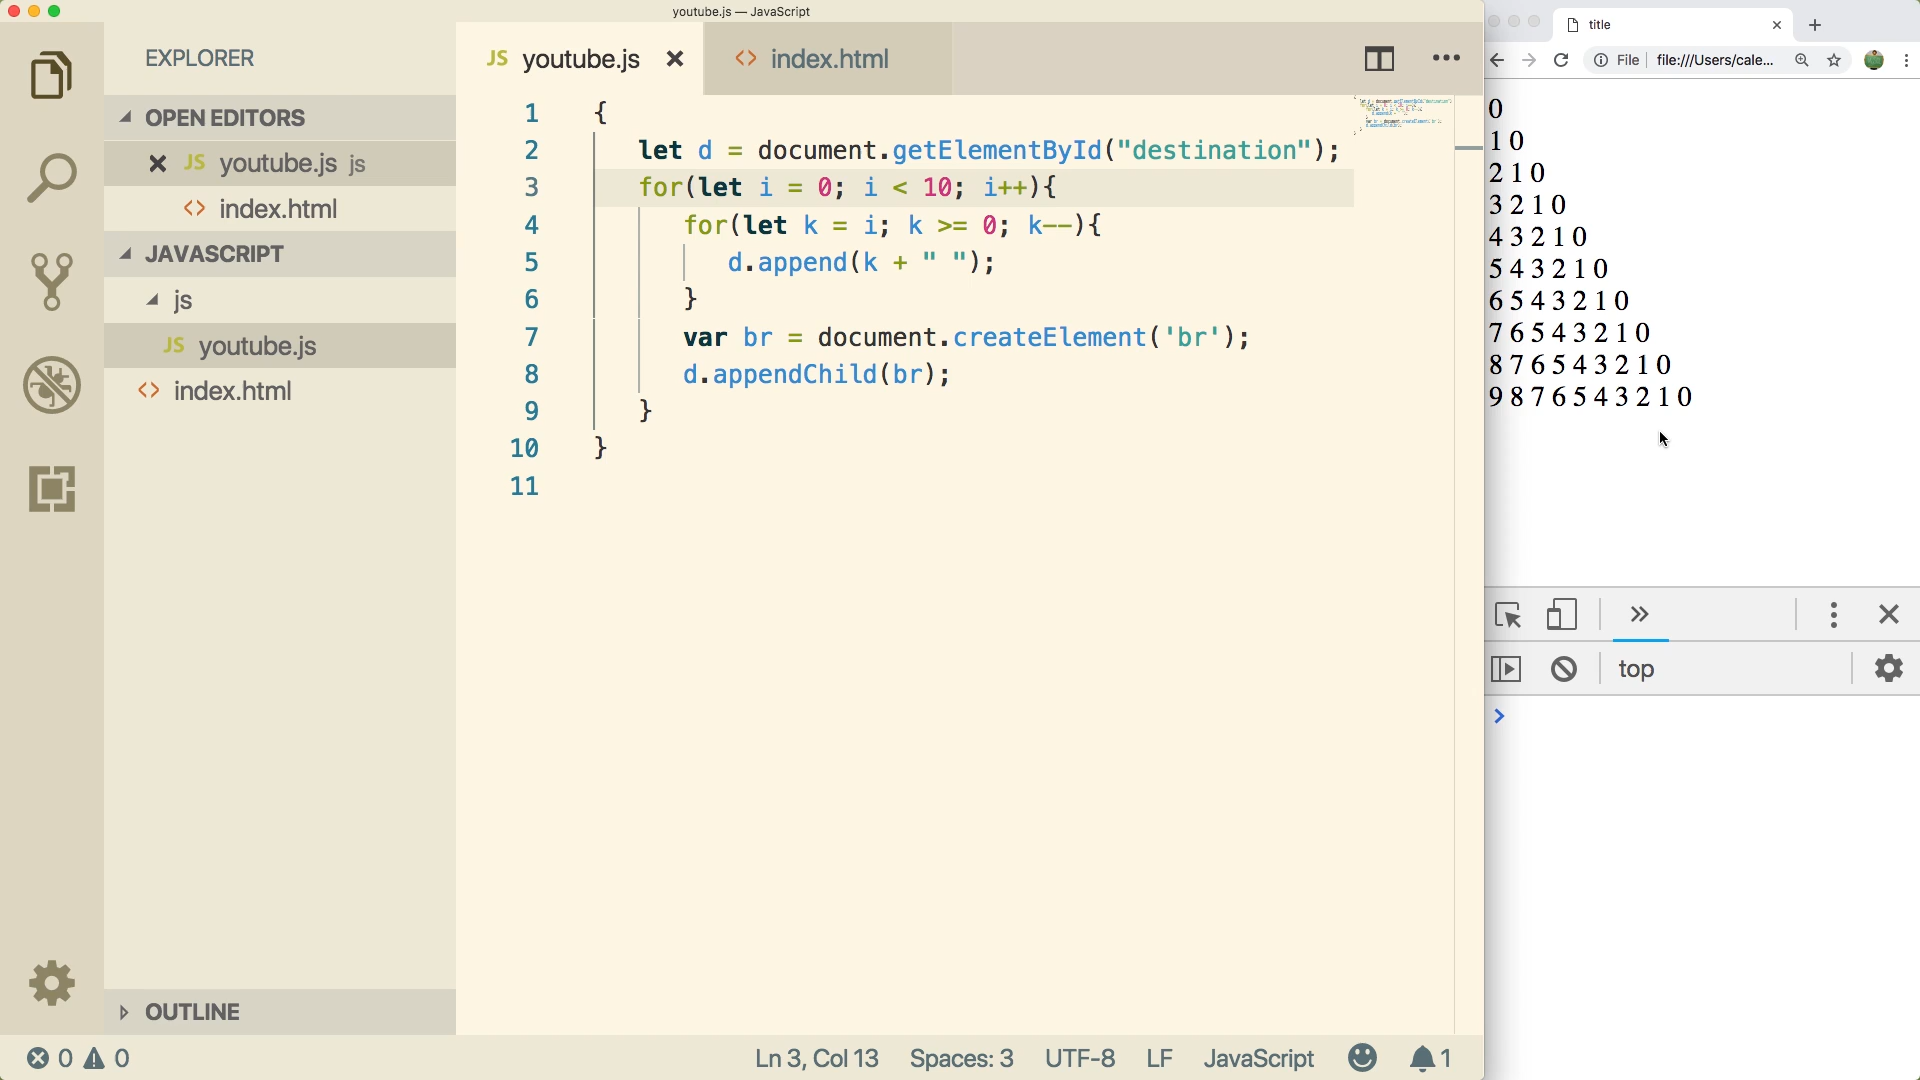 youtube.js — JavaScript
EXPLORER
OPEN EDITORS
JS youtube.js js
<> index.html
JAVASCRIPT
js
JS youtube.js
<> index.html
OUTLINE
JS youtube.js
<> index.html
1 {
2 let d = document.getElementById("destination");
3 for(let i = 0; i < 10; i++){
4 for(let k = i; k >= 0; k--){
5 d.append(k + " ");
6 }
7 var br = document.createElement('br');
8 d.appendChild(br);
9 }
10 }
11
0 0
Ln 3, Col 13 Spaces: 3 UTF-8 LF JavaScript 1
title
File file:///Users/cale...
0
1 0
2 1 0
3 2 1 0
4 3 2 1 0
5 4 3 2 1 0
6 5 4 3 2 1 0
7 6 5 4 3 2 1 0
8 7 6 5 4 3 2 1 0
9 8 7 6 5 4 3 2 1 0
top